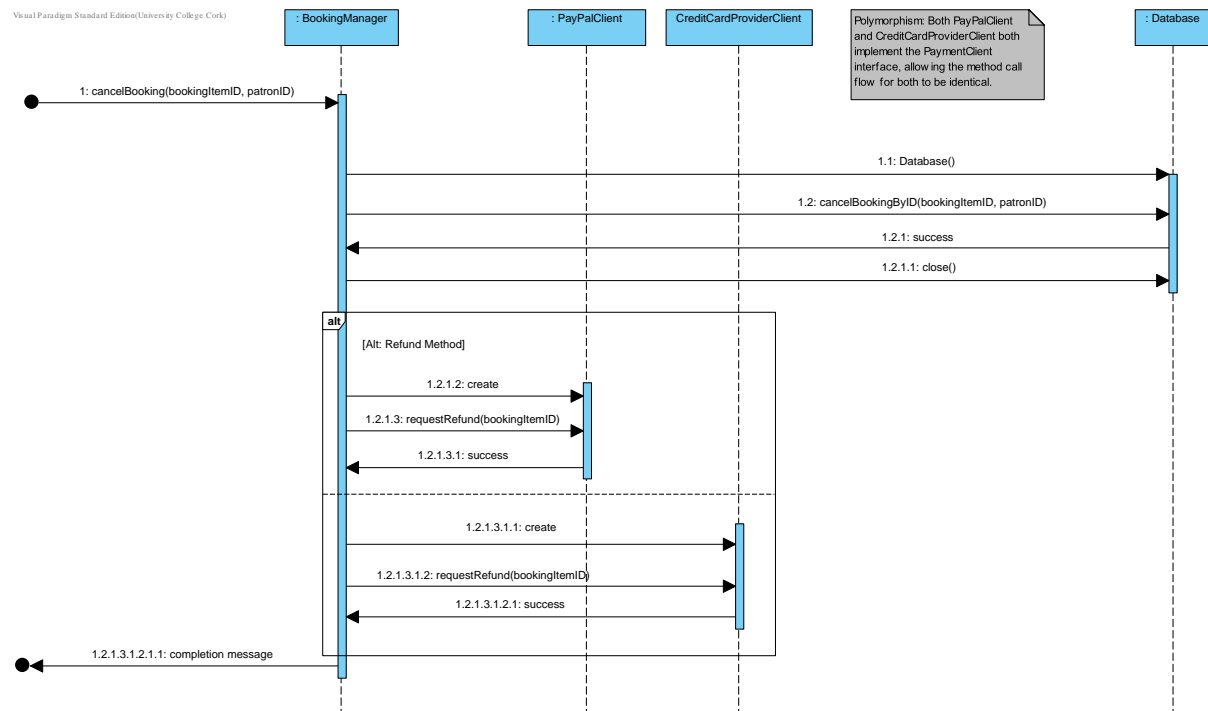 Visual Paradigm Standard Edition(University College Cork)
: BookingManager
: PayPalClient
CreditCardProviderClient
Polymorphism: Both PayPalClient
and CreditCardProviderClient both
implement the PaymentClient
interface, allowing the method call
flow for both to be identical.
: Database
1: cancelBooking(bookingItemID, patronID)
1.1: Database()
1.2: cancelBookingByID(bookingItemID, patronID)
1.2.1: success
1.2.1.1: close()
alt
[Alt: Refund Method]
1.2.1.2: create
1.2.1.3: requestRefund(bookingItemID)
1.2.1.3.1: success
1.2.1.3.1.1: create
1.2.1.3.1.2: requestRefund(bookingItemID)
1.2.1.3.1.2.1: success
1.2.1.3.1.2.1.1: completion message